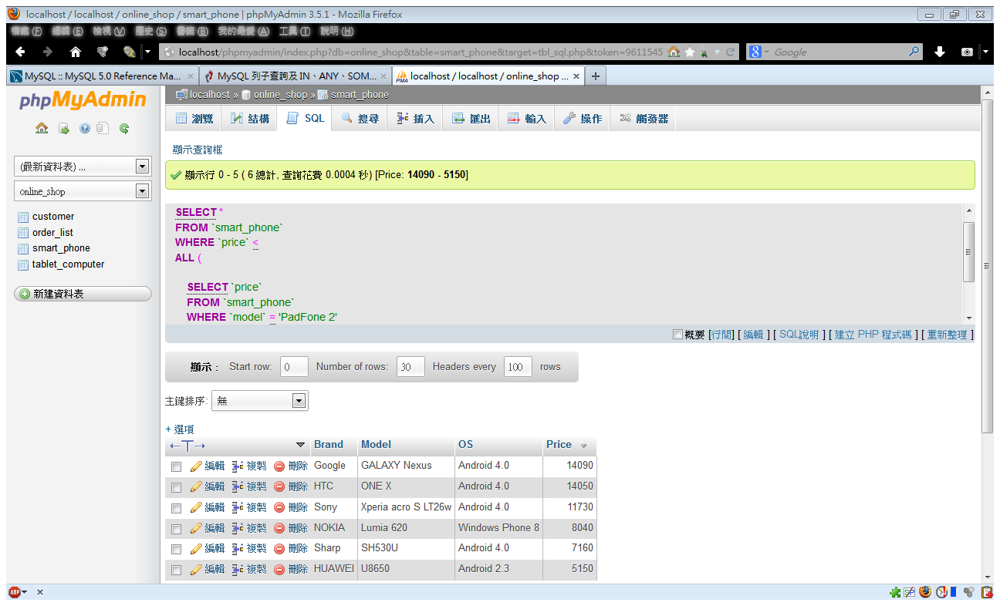 localhost / localhost / online_shop / smart_phone | phpMyAdmin 3.5.1 - Mozilla Firefox
檔案 (F) 編輯 (E) 檢視 (V) 歷史 (S) 書籤 (B) 我的最愛 (A) 工具 (T) 說明 (H)
localhost/phpmyadmin/index.php?db=online_shop&table=smart_phone&target=tbl_sql.php&token=9611545 Google
MySQL :: MySQL 5.0 Reference Ma... MySQL 列子查詢及 IN、ANY、SOM... localhost / localhost / online_shop ...
phpMyAdmin
localhost » online_shop » smart_phone
瀏覽 結構 SQL 搜尋 插入 匯出 輸入 操作 觸發器
(最新資料表) ...
online_shop
customer
order_list
smart_phone
tablet_computer
新建資料表
顯示查詢框
顯示行 0 - 5 ( 6 總計, 查詢花費 0.0004 秒) [Price: 14090 - 5150]
SELECT *
FROM `smart_phone`
WHERE `price` <
ALL (
SELECT `price`
FROM `smart_phone`
WHERE `model` = 'PadFone 2'
概要 [行間] [ 編輯 ] [ SQL說明 ] [ 建立 PHP 程式碼 ] [ 重新整理 ]
顯示 : Start row: 0 Number of rows: 30 Headers every 100 rows
主鍵排序: 無
+ 選項
←T→ Brand Model OS Price
編輯 複製 刪除 Google GALAXY Nexus Android 4.0 14090
編輯 複製 刪除 HTC ONE X Android 4.0 14050
編輯 複製 刪除 Sony Xperia acro S LT26w Android 4.0 11730
編輯 複製 刪除 NOKIA Lumia 620 Windows Phone 8 8040
編輯 複製 刪除 Sharp SH530U Android 4.0 7160
編輯 複製 刪除 HUAWEI U8650 Android 2.3 5150
ABP